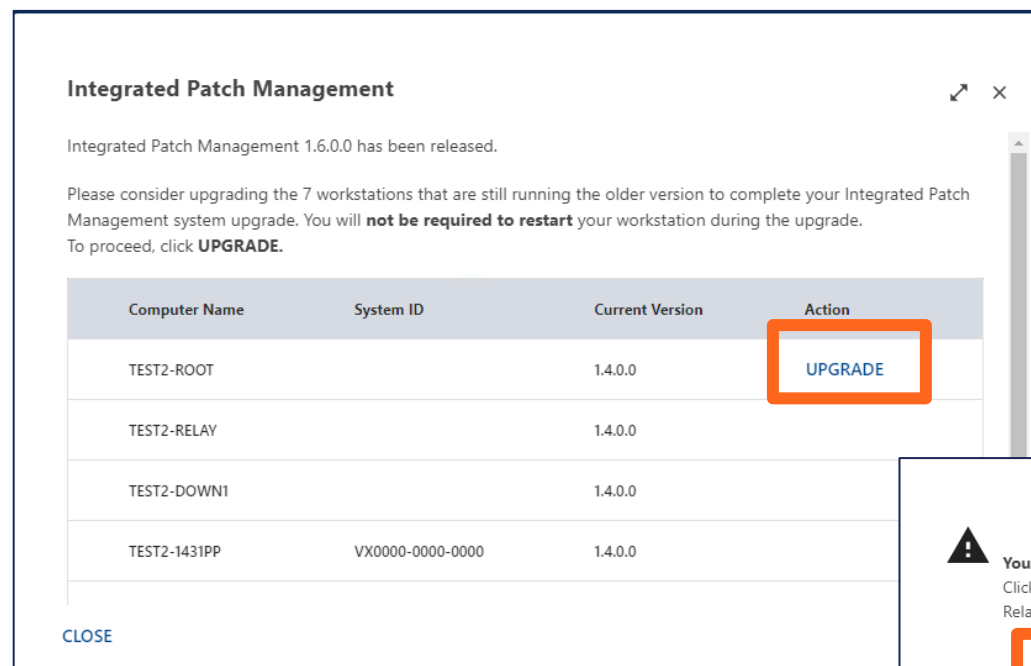 Integrated Patch Management
Integrated Patch Management 1.6.0.0 has been released.
Please consider upgrading the 7 workstations that are still running the older version to complete your Integrated Patch
Management system upgrade. You will not be required to restart your workstation during the upgrade.
To proceed, click UPGRADE.
Computer Name System ID Current Version Action
TEST2-ROOT 1.4.0.0 UPGRADE
TEST2-RELAY 1.4.0.0
TEST2-DOWN1 1.4.0.0
TEST2-1431PP VX0000-0000-0000 1.4.0.0
You
CLOSE